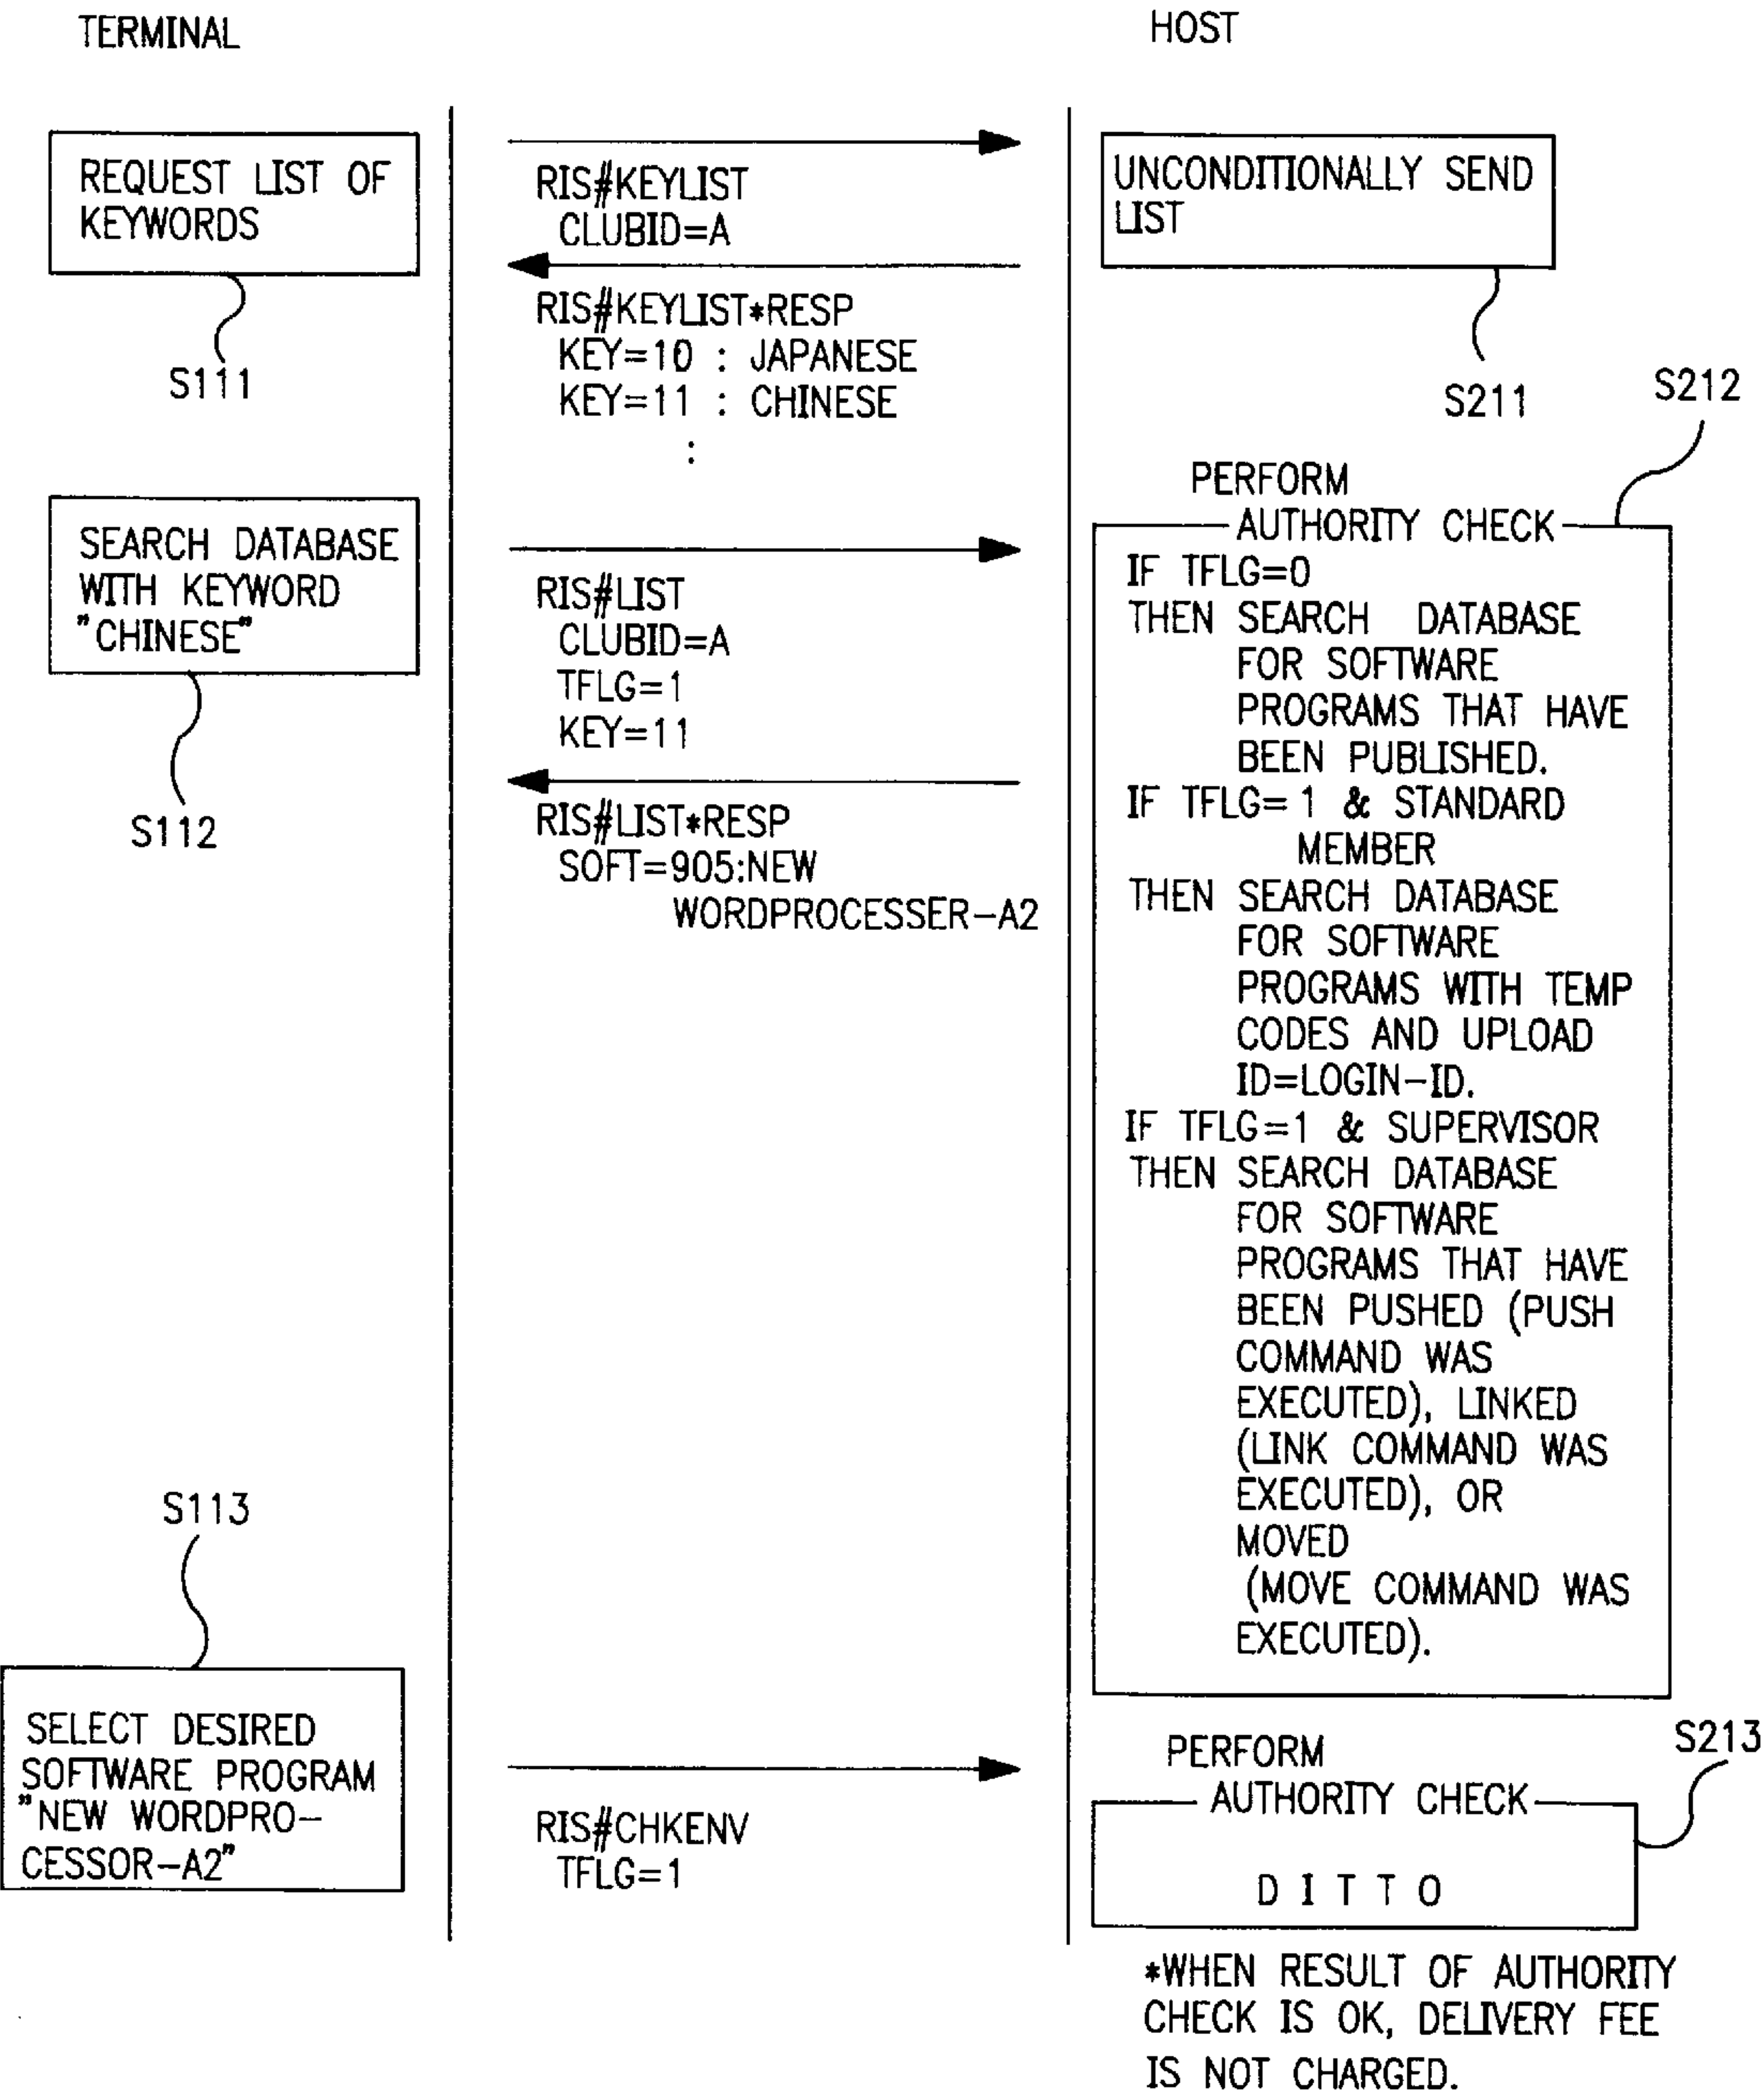 TERMINAL
HOST
REQUEST LIST OF
KEYWORDS
S111
RIS#KEYLIST
CLUBID=A
UNCONDITIONALLY SEND
LIST
S211
RIS#KEYLIST*RESP
KEY=10 : JAPANESE
KEY=11 : CHINESE
:
SEARCH DATABASE
WITH KEYWORD
"CHINESE"
S112
RIS#LIST
CLUBID=A
TFLG=1
KEY=11
RIS#LIST*RESP
SOFT=905:NEW
WORDPROCESSER-A2
S212
PERFORM
AUTHORITY CHECK
IF TFLG=0
THEN SEARCH DATABASE
FOR SOFTWARE
PROGRAMS THAT HAVE
BEEN PUBLISHED.
IF TFLG=1 & STANDARD
MEMBER
THEN SEARCH DATABASE
FOR SOFTWARE
PROGRAMS WITH TEMP
CODES AND UPLOAD
ID=LOGIN-ID.
IF TFLG=1 & SUPERVISOR
THEN SEARCH DATABASE
FOR SOFTWARE
PROGRAMS THAT HAVE
BEEN PUSHED (PUSH
COMMAND WAS
EXECUTED), LINKED
(LINK COMMAND WAS
EXECUTED), OR
MOVED
(MOVE COMMAND WAS
EXECUTED).
S113
SELECT DESIRED
SOFTWARE PROGRAM
"NEW WORDPRO-
CESSOR-A2"
RIS#CHKENV
TFLG=1
S213
PERFORM
AUTHORITY CHECK
DITTO
*WHEN RESULT OF AUTHORITY
CHECK IS OK, DELIVERY FEE
IS NOT CHARGED.